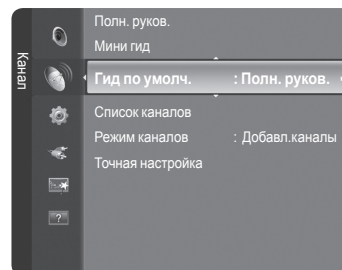 Канал
Полн. руков.
Мини гид
Гид по умолч. : Полн. руков.
Список каналов
Режим каналов : Добавл.каналы
Точная настройка
?